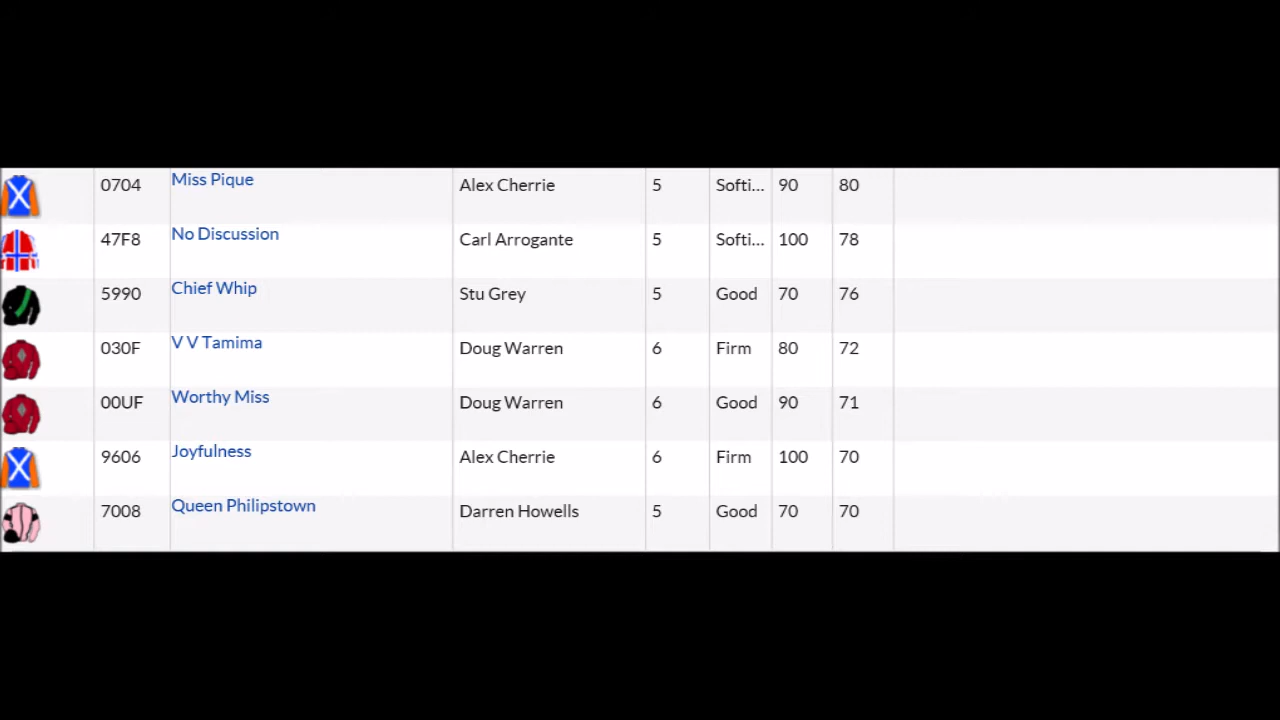 0704 Miss Pique Alex Cherrie 5 Softi... 90 80
47F8 No Discussion Carl Arrogante 5 Softi... 100 78
5990 Chief Whip Stu Grey 5 Good 70 76
030F V V Tamima Doug Warren 6 Firm 80 72
00UF Worthy Miss Doug Warren 6 Good 90 71
9606 Joyfulness Alex Cherrie 6 Firm 100 70
7008 Queen Philipstown Darren Howells 5 Good 70 70